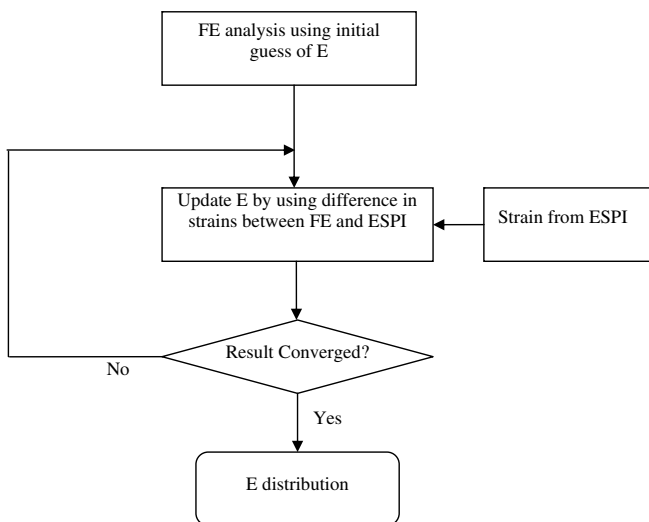 FE analysis using initial
guess of E
Update E by using difference in
strains between FE and ESPI
Strain from ESPI
Result Converged?
No
Yes
E distribution